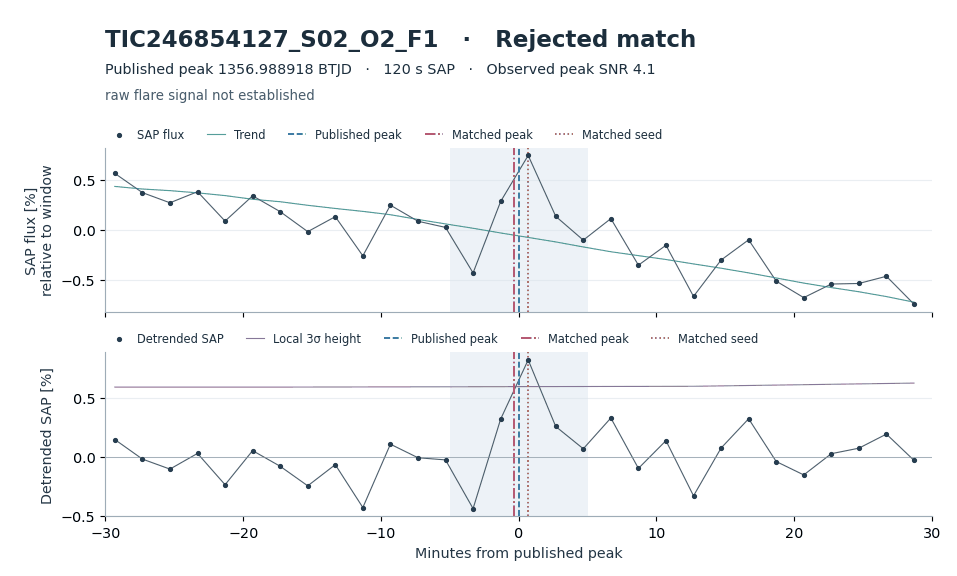 TIC246854127_S02_O2_F1 · Rejected match
Published peak 1356.988918 BTJD · 120 s SAP · Observed peak SNR 4.1
raw flare signal not established
SAP flux Trend Published peak Matched peak Matched seed
SAP flux [%]
relative to window
0.5
0.0
−0.5
Detrended SAP Local 3σ height Published peak Matched peak Matched seed
Detrended SAP [%]
0.5
0.0
−0.5
−30 −20 −10 0 10 20 30
Minutes from published peak